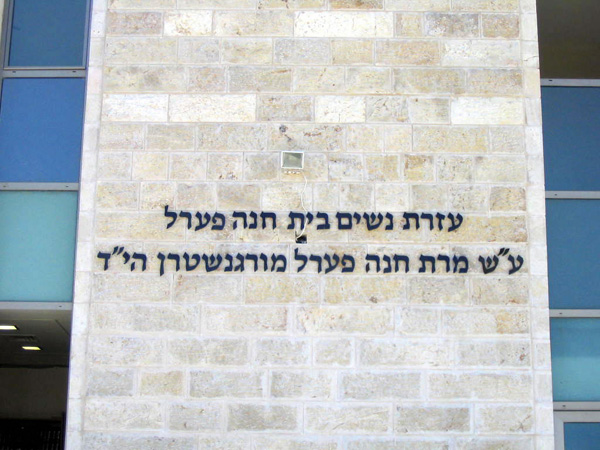 עזרת נשים בית חנה פערל
ע״ש מרת חנה פערל מורגנשטרן הי״ד